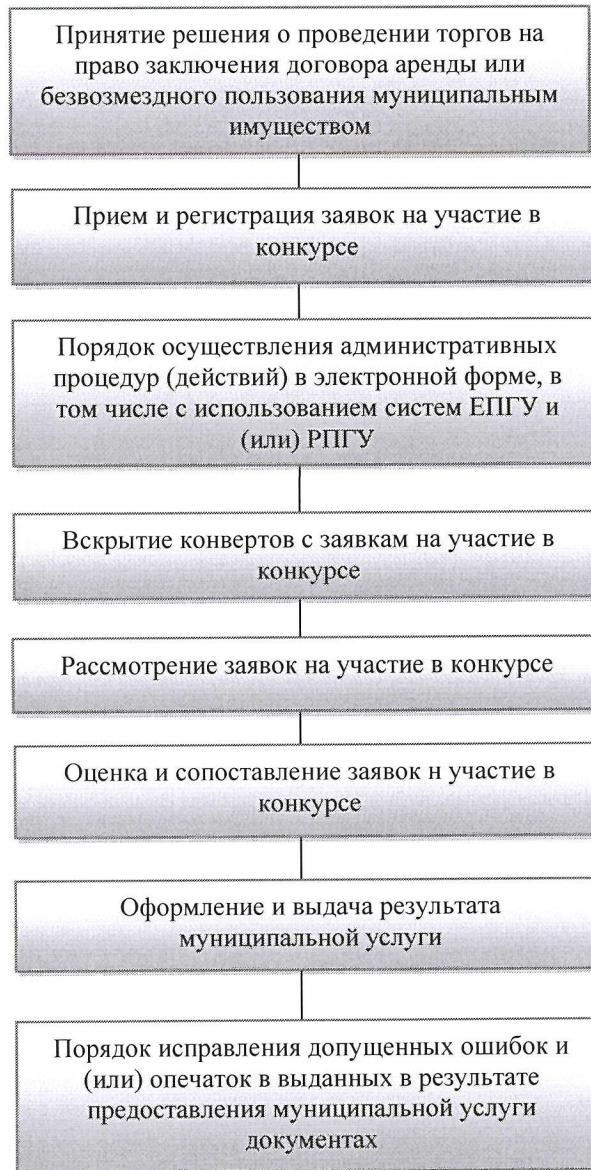 Принятие решения о проведении торгов на
право заключения договора аренды или
безвозмездного пользования муниципальным
имуществом
Прием и регистрация заявок на участие в
конкурсе
Порядок осуществления административных
процедур (действий) в электронной форме, в
том числе с использованием систем ЕПГУ и
(или) РПГУ
Вскрытие конвертов с заявкам на участие в
конкурсе
Рассмотрение заявок на участие в конкурсе
Оценка и сопоставление заявок н участие в
конкурсе
Оформление и выдача результата
муниципальной услуги
Порядок исправления допущенных ошибок и
(или) опечаток в выданных в результате
предоставления муниципальной услуги
документах